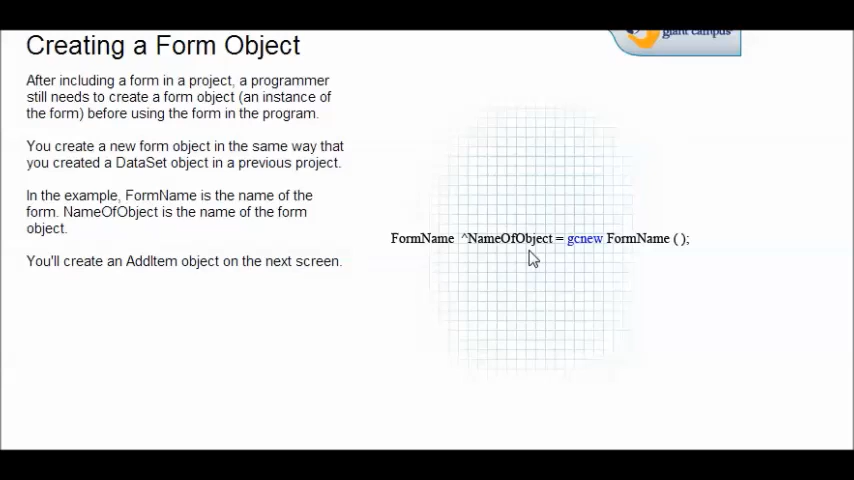 giant campus
Creating a Form Object
After including a form in a project, a programmer
still needs to create a form object (an instance of
the form) before using the form in the program.
You create a new form object in the same way that
you created a DataSet object in a previous project.
In the example, FormName is the name of the
form. NameOfObject is the name of the form
object.
You'll create an AddItem object on the next screen.
FormName ^NameOfObject = gcnew FormName ( );